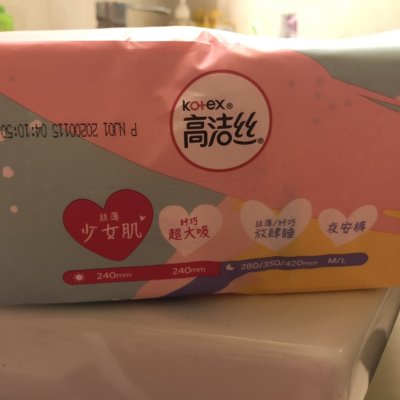 kotex®
高洁丝®
P NJ01 20200115 04:10:50
丝薄
少女肌
纤巧
超大吸
丝薄/纤巧
放肆睡
夜安裤
240mm
240mm
280/350/420mm
M/L